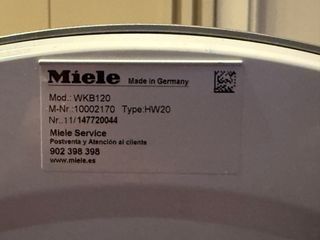 Miele Made in Germany
Mod.: WKB120
M-Nr.:10002170 Type:HW20
Nr..:11/147720044
Miele Service
Postventa y Atención al cliente
902 398 398
www.miele.es